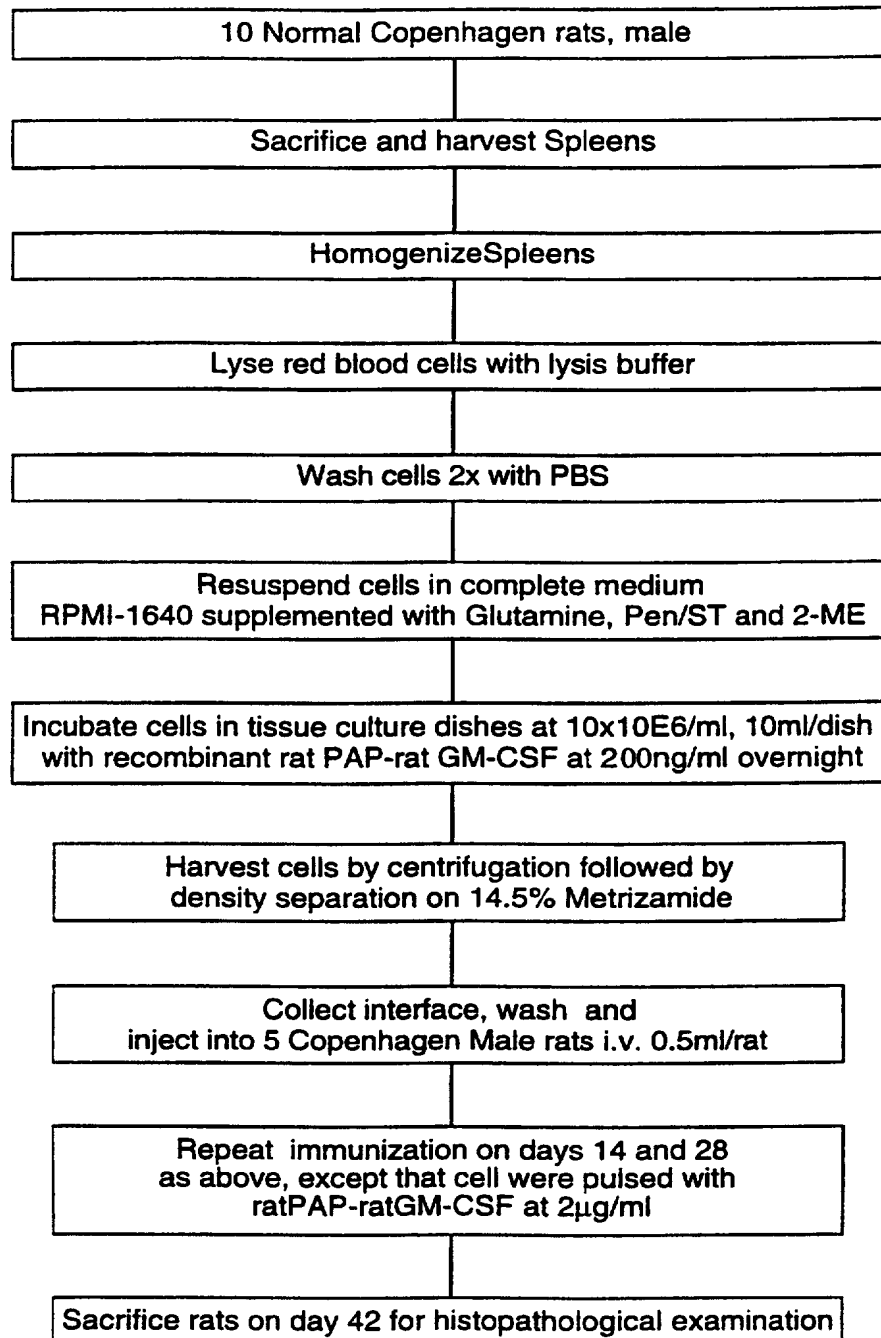 10 Normal Copenhagen rats, male
Sacrifice and harvest Spleens
HomogenizeSpleens
Lyse red blood cells with lysis buffer
Wash cells 2x with PBS
Resuspend cells in complete medium
RPMI-1640 supplemented with Glutamine, Pen/ST and 2-ME
Incubate cells in tissue culture dishes at 10x10E6/ml, 10ml/dish
with recombinant rat PAP-rat GM-CSF at 200ng/ml overnight
Harvest cells by centrifugation followed by
density separation on 14.5% Metrizamide
Collect interface, wash and
inject into 5 Copenhagen Male rats i.v. 0.5ml/rat
Repeat immunization on days 14 and 28
as above, except that cell were pulsed with
ratPAP-ratGM-CSF at 2µg/ml
Sacrifice rats on day 42 for histopathological examination